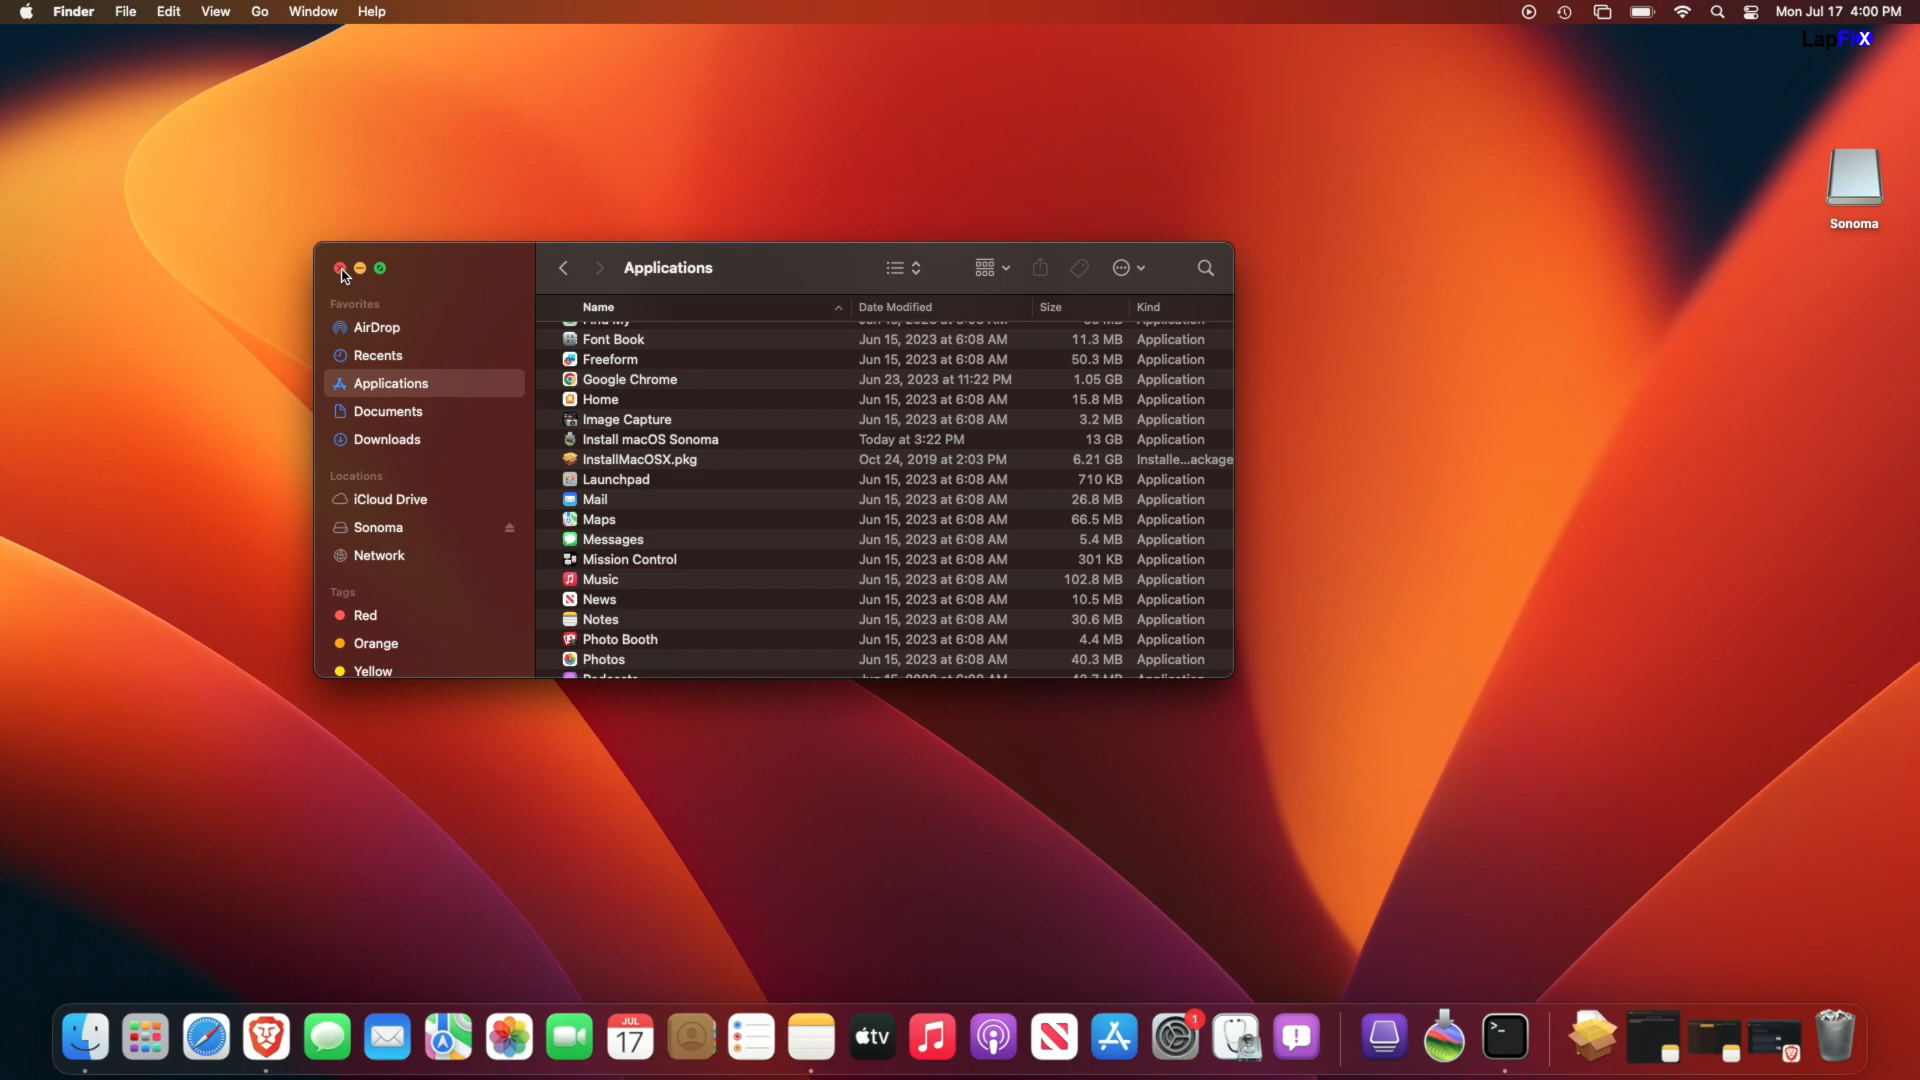 Finder File Edit View Go Window Help
Mon Jul 17 4:00 PM
LapFiX
Sonoma
Applications
Favorites
AirDrop
Recents
Applications
Documents
Downloads
Locations
iCloud Drive
Sonoma
Network
Tags
Red
Orange
Yellow
Name Date Modified Size Kind
Font Book Jun 15, 2023 at 6:08 AM 11.3 MB Application
Freeform Jun 15, 2023 at 6:08 AM 50.3 MB Application
Google Chrome Jun 23, 2023 at 11:22 PM 1.05 GB Application
Home Jun 15, 2023 at 6:08 AM 15.8 MB Application
Image Capture Jun 15, 2023 at 6:08 AM 3.2 MB Application
Install macOS Sonoma Today at 3:22 PM 13 GB Application
InstallMacOSX.pkg Oct 24, 2019 at 2:03 PM 6.21 GB Installe...ackage
Launchpad Jun 15, 2023 at 6:08 AM 710 KB Application
Mail Jun 15, 2023 at 6:08 AM 26.8 MB Application
Maps Jun 15, 2023 at 6:08 AM 66.5 MB Application
Messages Jun 15, 2023 at 6:08 AM 5.4 MB Application
Mission Control Jun 15, 2023 at 6:08 AM 301 KB Application
Music Jun 15, 2023 at 6:08 AM 102.8 MB Application
News Jun 15, 2023 at 6:08 AM 10.5 MB Application
Notes Jun 15, 2023 at 6:08 AM 30.6 MB Application
Photo Booth Jun 15, 2023 at 6:08 AM 4.4 MB Application
Photos Jun 15, 2023 at 6:08 AM 40.3 MB Application
JUL
17
tv
1